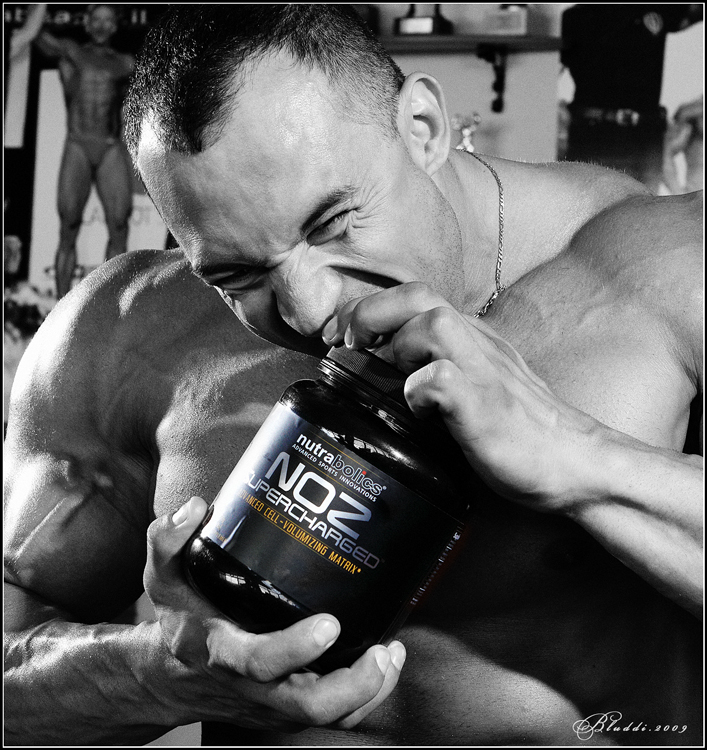 nutrabolics®
ADVANCED SPORTS INNOVATIONS
NOZ
SUPERCHARGED
CELL-VOLUMIZING MATRIX*
Bluddi.2009